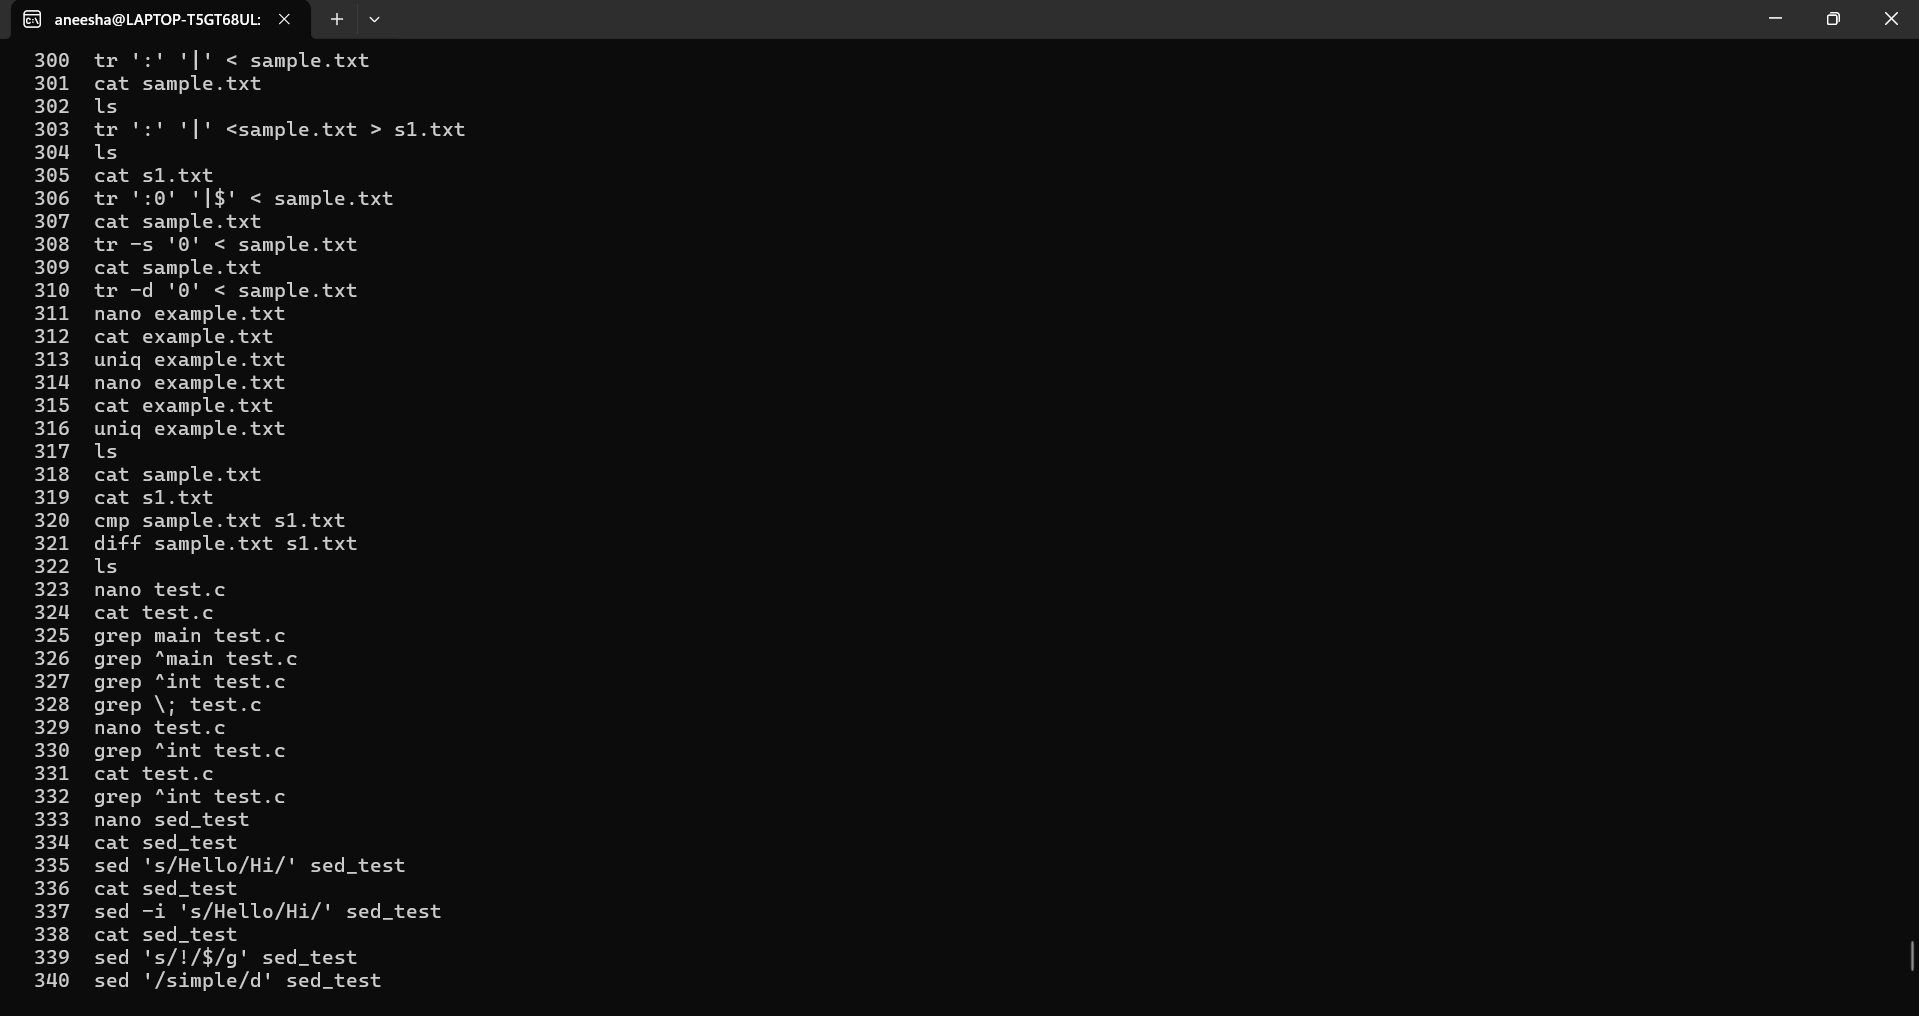 aneesha@LAPTOP-T5GT68UL:
300 tr ':' '|' < sample.txt
301 cat sample.txt
302 ls
303 tr ':' '|' <sample.txt > s1.txt
304 ls
305 cat s1.txt
306 tr ':0' '|$' < sample.txt
307 cat sample.txt
308 tr -s '0' < sample.txt
309 cat sample.txt
310 tr -d '0' < sample.txt
311 nano example.txt
312 cat example.txt
313 uniq example.txt
314 nano example.txt
315 cat example.txt
316 uniq example.txt
317 ls
318 cat sample.txt
319 cat s1.txt
320 cmp sample.txt s1.txt
321 diff sample.txt s1.txt
322 ls
323 nano test.c
324 cat test.c
325 grep main test.c
326 grep ^main test.c
327 grep ^int test.c
328 grep \; test.c
329 nano test.c
330 grep ^int test.c
331 cat test.c
332 grep ^int test.c
333 nano sed_test
334 cat sed_test
335 sed 's/Hello/Hi/' sed_test
336 cat sed_test
337 sed -i 's/Hello/Hi/' sed_test
338 cat sed_test
339 sed 's/!/$/g' sed_test
340 sed '/simple/d' sed_test